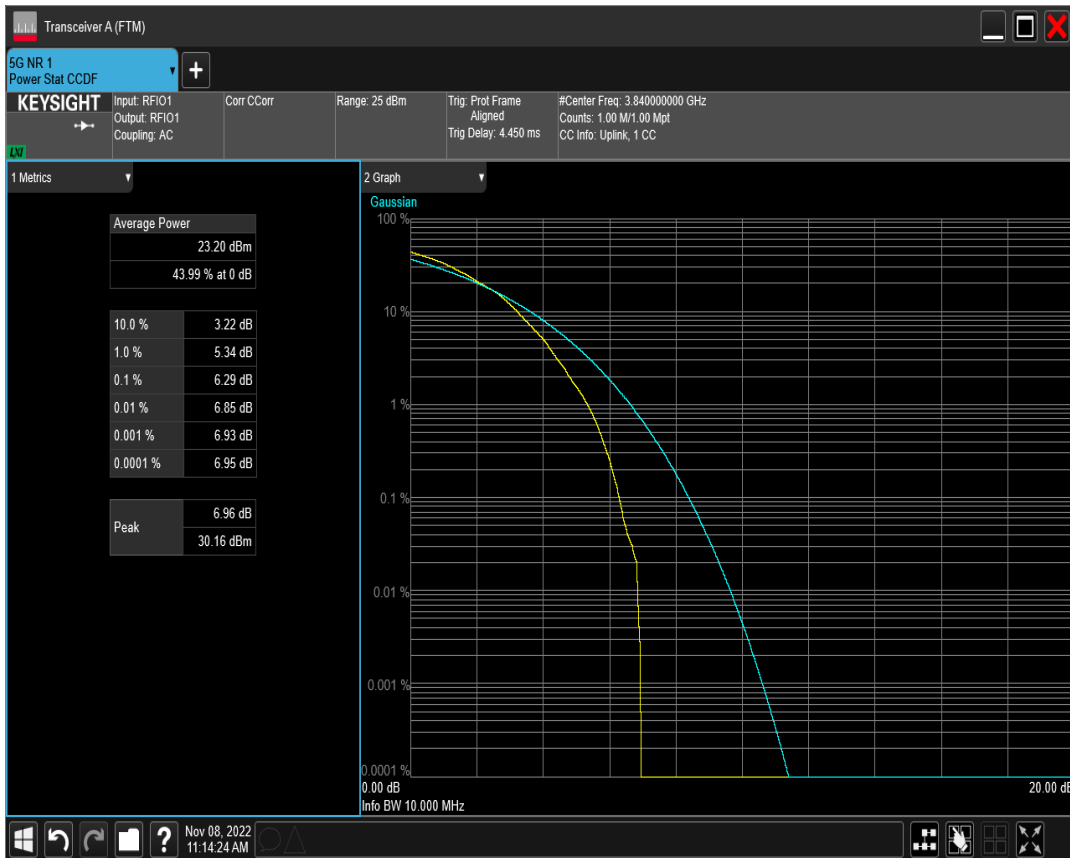 Transceiver A (FTM)
5G NR 1
Power Stat CCDF
+
KEYSIGHT
LXI
Input: RFIO1
Output: RFIO1
Coupling: AC
Corr CCorr
Range: 25 dBm
Trig: Prot Frame
Aligned
Trig Delay: 4.450 ms
#Center Freq: 3.840000000 GHz
Counts: 1.00 M/1.00 Mpt
CC Info: Uplink, 1 CC
1 Metrics
Average Power
23.20 dBm
43.99 % at 0 dB
10.0 % 3.22 dB
1.0 % 5.34 dB
0.1 % 6.29 dB
0.01 % 6.85 dB
0.001 % 6.93 dB
0.0001 % 6.95 dB
Peak 6.96 dB
30.16 dBm
2 Graph
Gaussian
100 %
10 %
1 %
0.1 %
0.01 %
0.001 %
0.0001 %
0.00 dB 20.00 dB
Info BW 10.000 MHz
?
Nov 08, 2022
11:14:24 AM